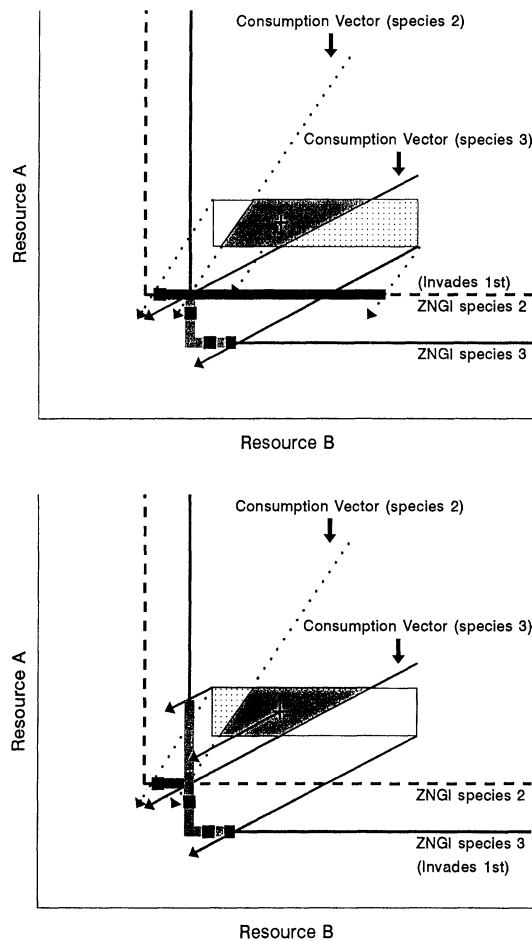 Consumption Vector (species 2)
Consumption Vector (species 3)
Resource A
(Invades 1st)
ZNGI species 2
ZNGI species 3
Resource B
Consumption Vector (species 2)
Consumption Vector (species 3)
Resource A
ZNGI species 2
ZNGI species 3
(Invades 1st)
Resource B